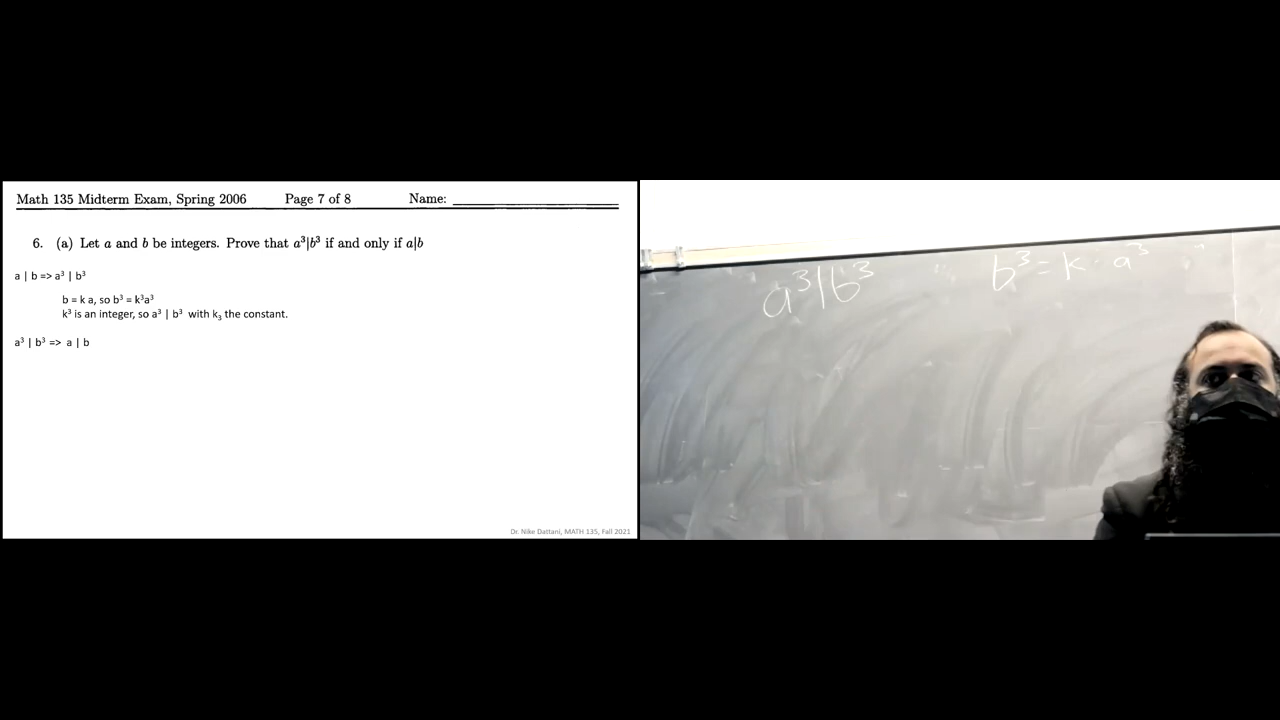 Math 135 Midterm Exam, Spring 2006 Page 7 of 8 Name:
6. (a) Let a and b be integers. Prove that a³|b³ if and only if a|b
a | b => a³ | b³
b = k a, so b³ = k³a³
k³ is an integer, so a³ | b³ with k₃ the constant.
a³ | b³ => a | b
Dr. Nike Dattani, MATH 135, Fall 2021
a³|b³
b³ = k · a³